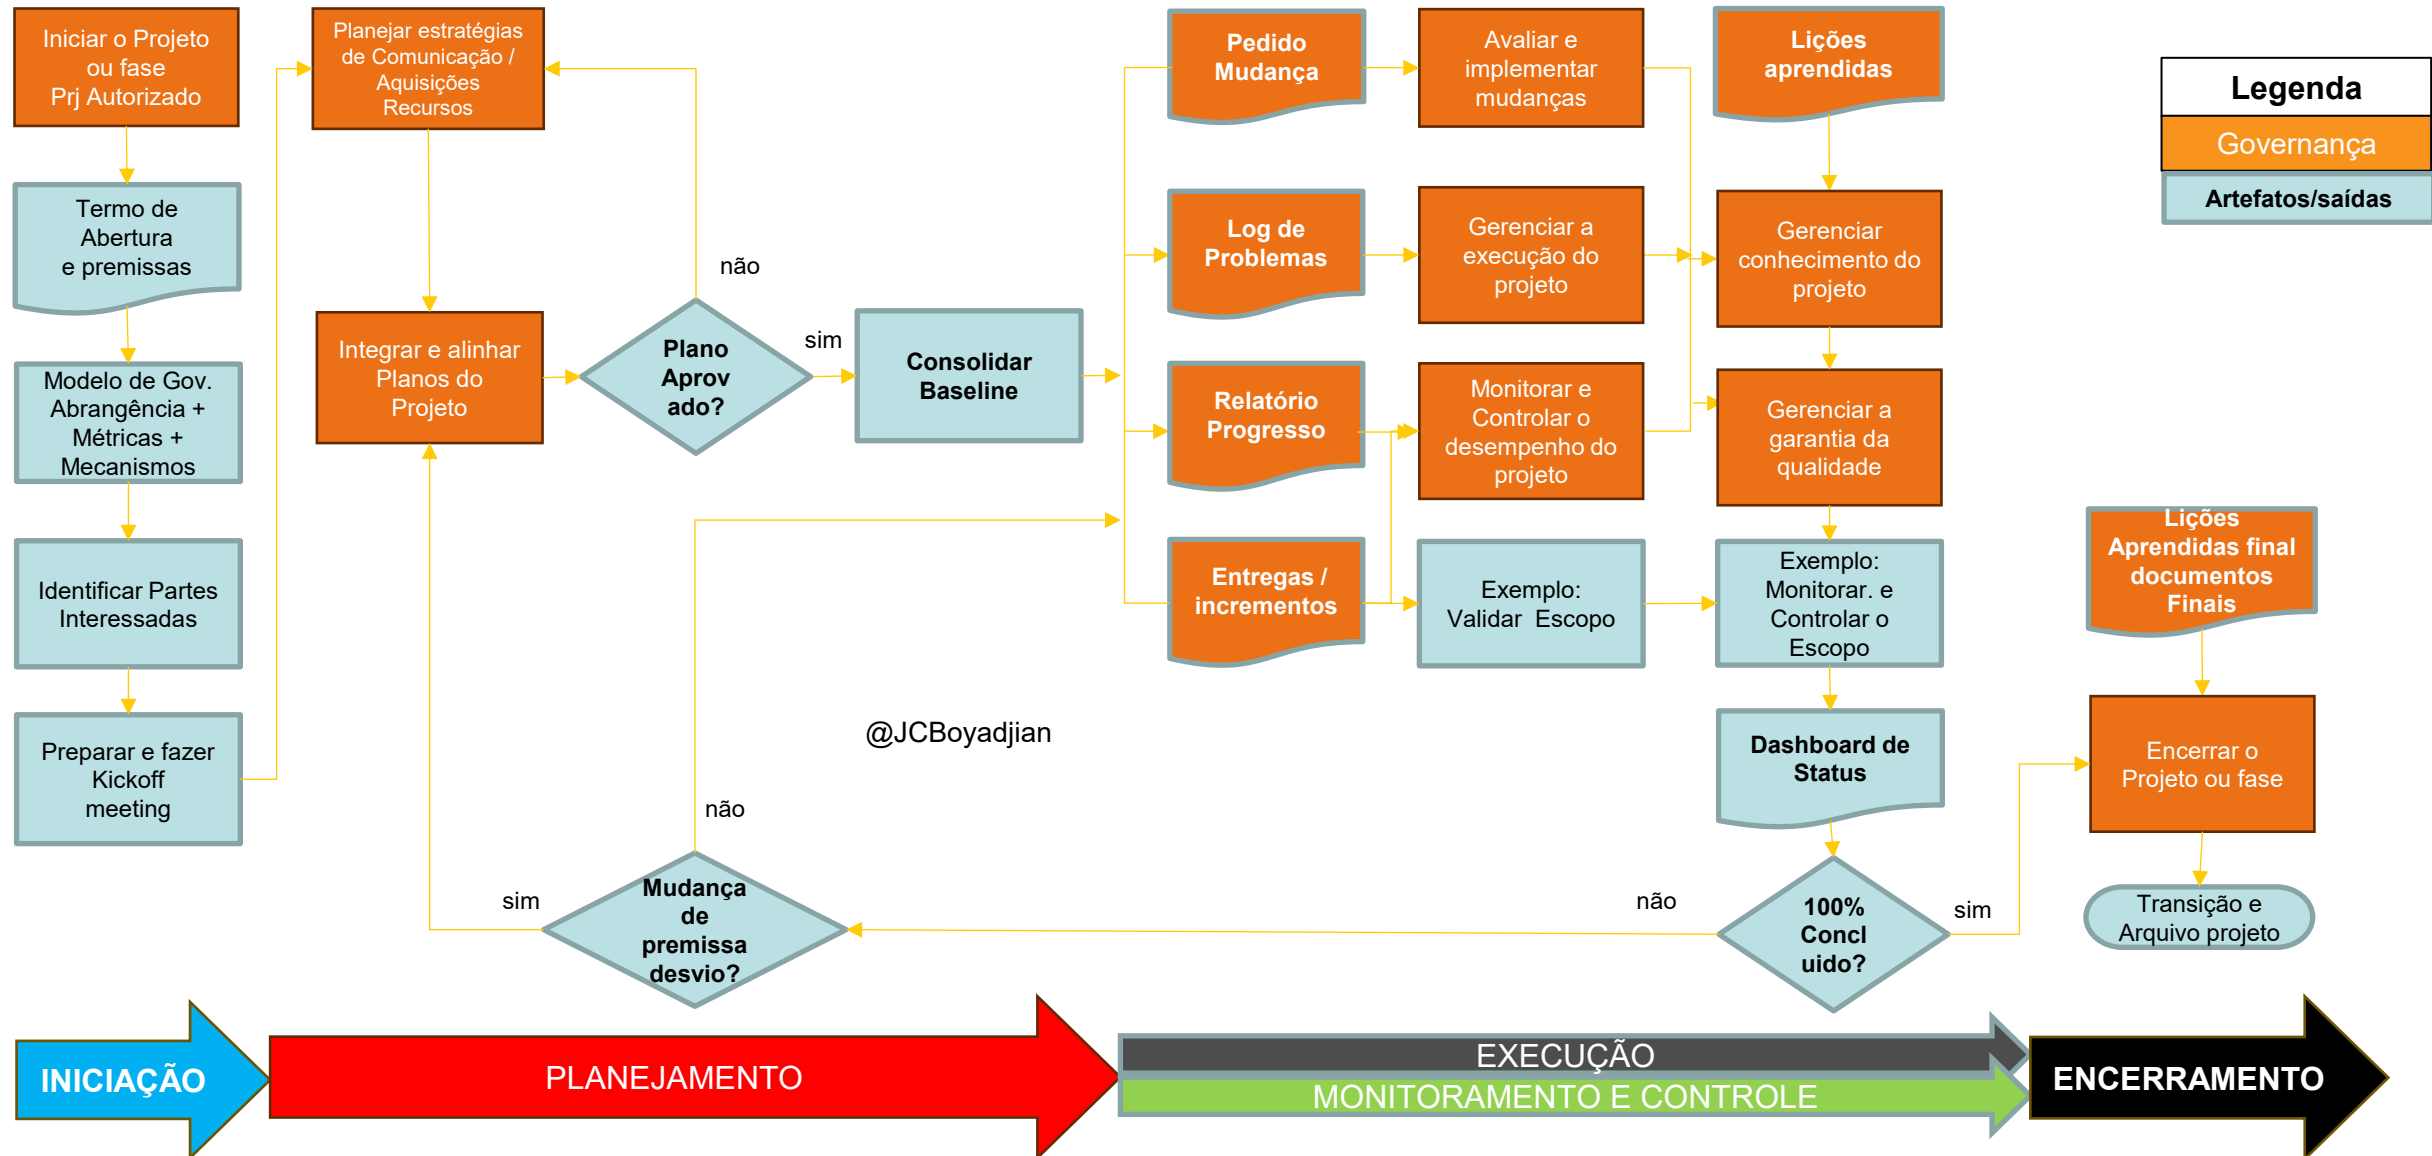 Iniciar o Projeto
ou fase
Prj Autorizado
Termo de
Abertura
e premissas
Modelo de Gov.
Abrangência +
Métricas +
Mecanismos
Identificar Partes
Interessadas
Preparar e fazer
Kickoff
meeting
Planejar estratégias
de Comunicação /
Aquisições
Recursos
Integrar e alinhar
Planos do
Projeto
não
Plano
Aprov
ado?
sim
Consolidar
Baseline
Pedido
Mudança
Avaliar e
implementar
mudanças
Lições
aprendidas
Log de
Problemas
Gerenciar a
execução do
projeto
Gerenciar
conhecimento do
projeto
Relatório
Progresso
Monitorar e
Controlar o
desempenho do
projeto
Gerenciar a
garantia da
qualidade
Entregas /
incrementos
Exemplo:
Validar Escopo
Exemplo:
Monitorar. e
Controlar o
Escopo
Dashboard de
Status
100%
Concl
uido?
não
sim
Mudança
de
premissa
desvio?
sim
não
@JCBoyadjian
Legenda
Governança
Artefatos/saídas
Lições
Aprendidas final
documentos
Finais
Encerrar o
Projeto ou fase
Transição e
Arquivo projeto
INICIAÇÃO
PLANEJAMENTO
EXECUÇÃO
MONITORAMENTO E CONTROLE
ENCERRAMENTO